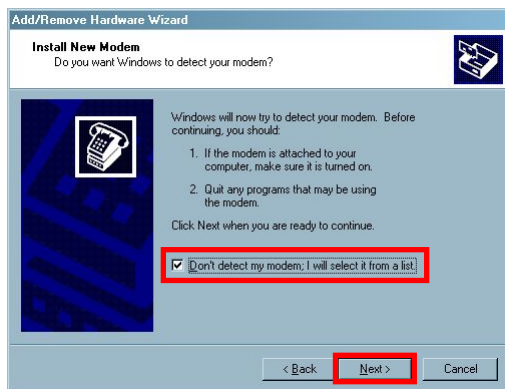 Add/Remove Hardware Wizard
Install New Modem
Do you want Windows to detect your modem?
Windows will now try to detect your modem. Before
continuing, you should:
1. If the modem is attached to your
computer, make sure it is turned on.
2. Quit any programs that may be using
the modem.
Click Next when you are ready to continue.
Don't detect my modem; I will select it from a list.
< Back Next > Cancel